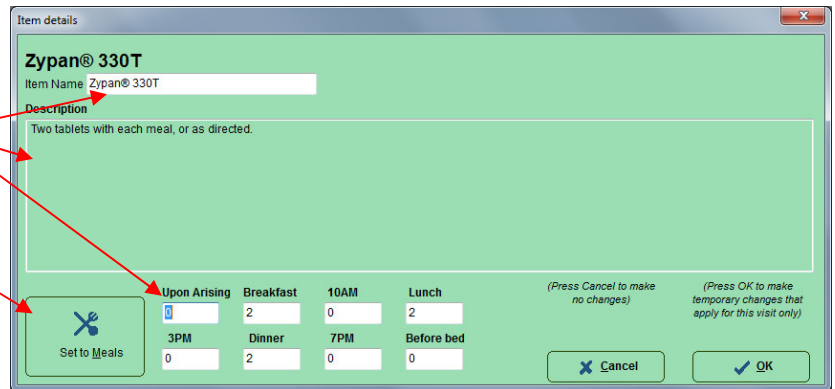 Item details
x
Zypan® 330T
Item Name Zypan® 330T
Description
Two tablets with each meal, or as directed.
Upon Arising Breakfast 10AM Lunch
0 2 0 2
3PM Dinner 7PM Before bed
0 2 0 0
Set to Meals
(Press Cancel to make
no changes)
Cancel
(Press OK to make
temporary changes that
apply for this visit only)
OK